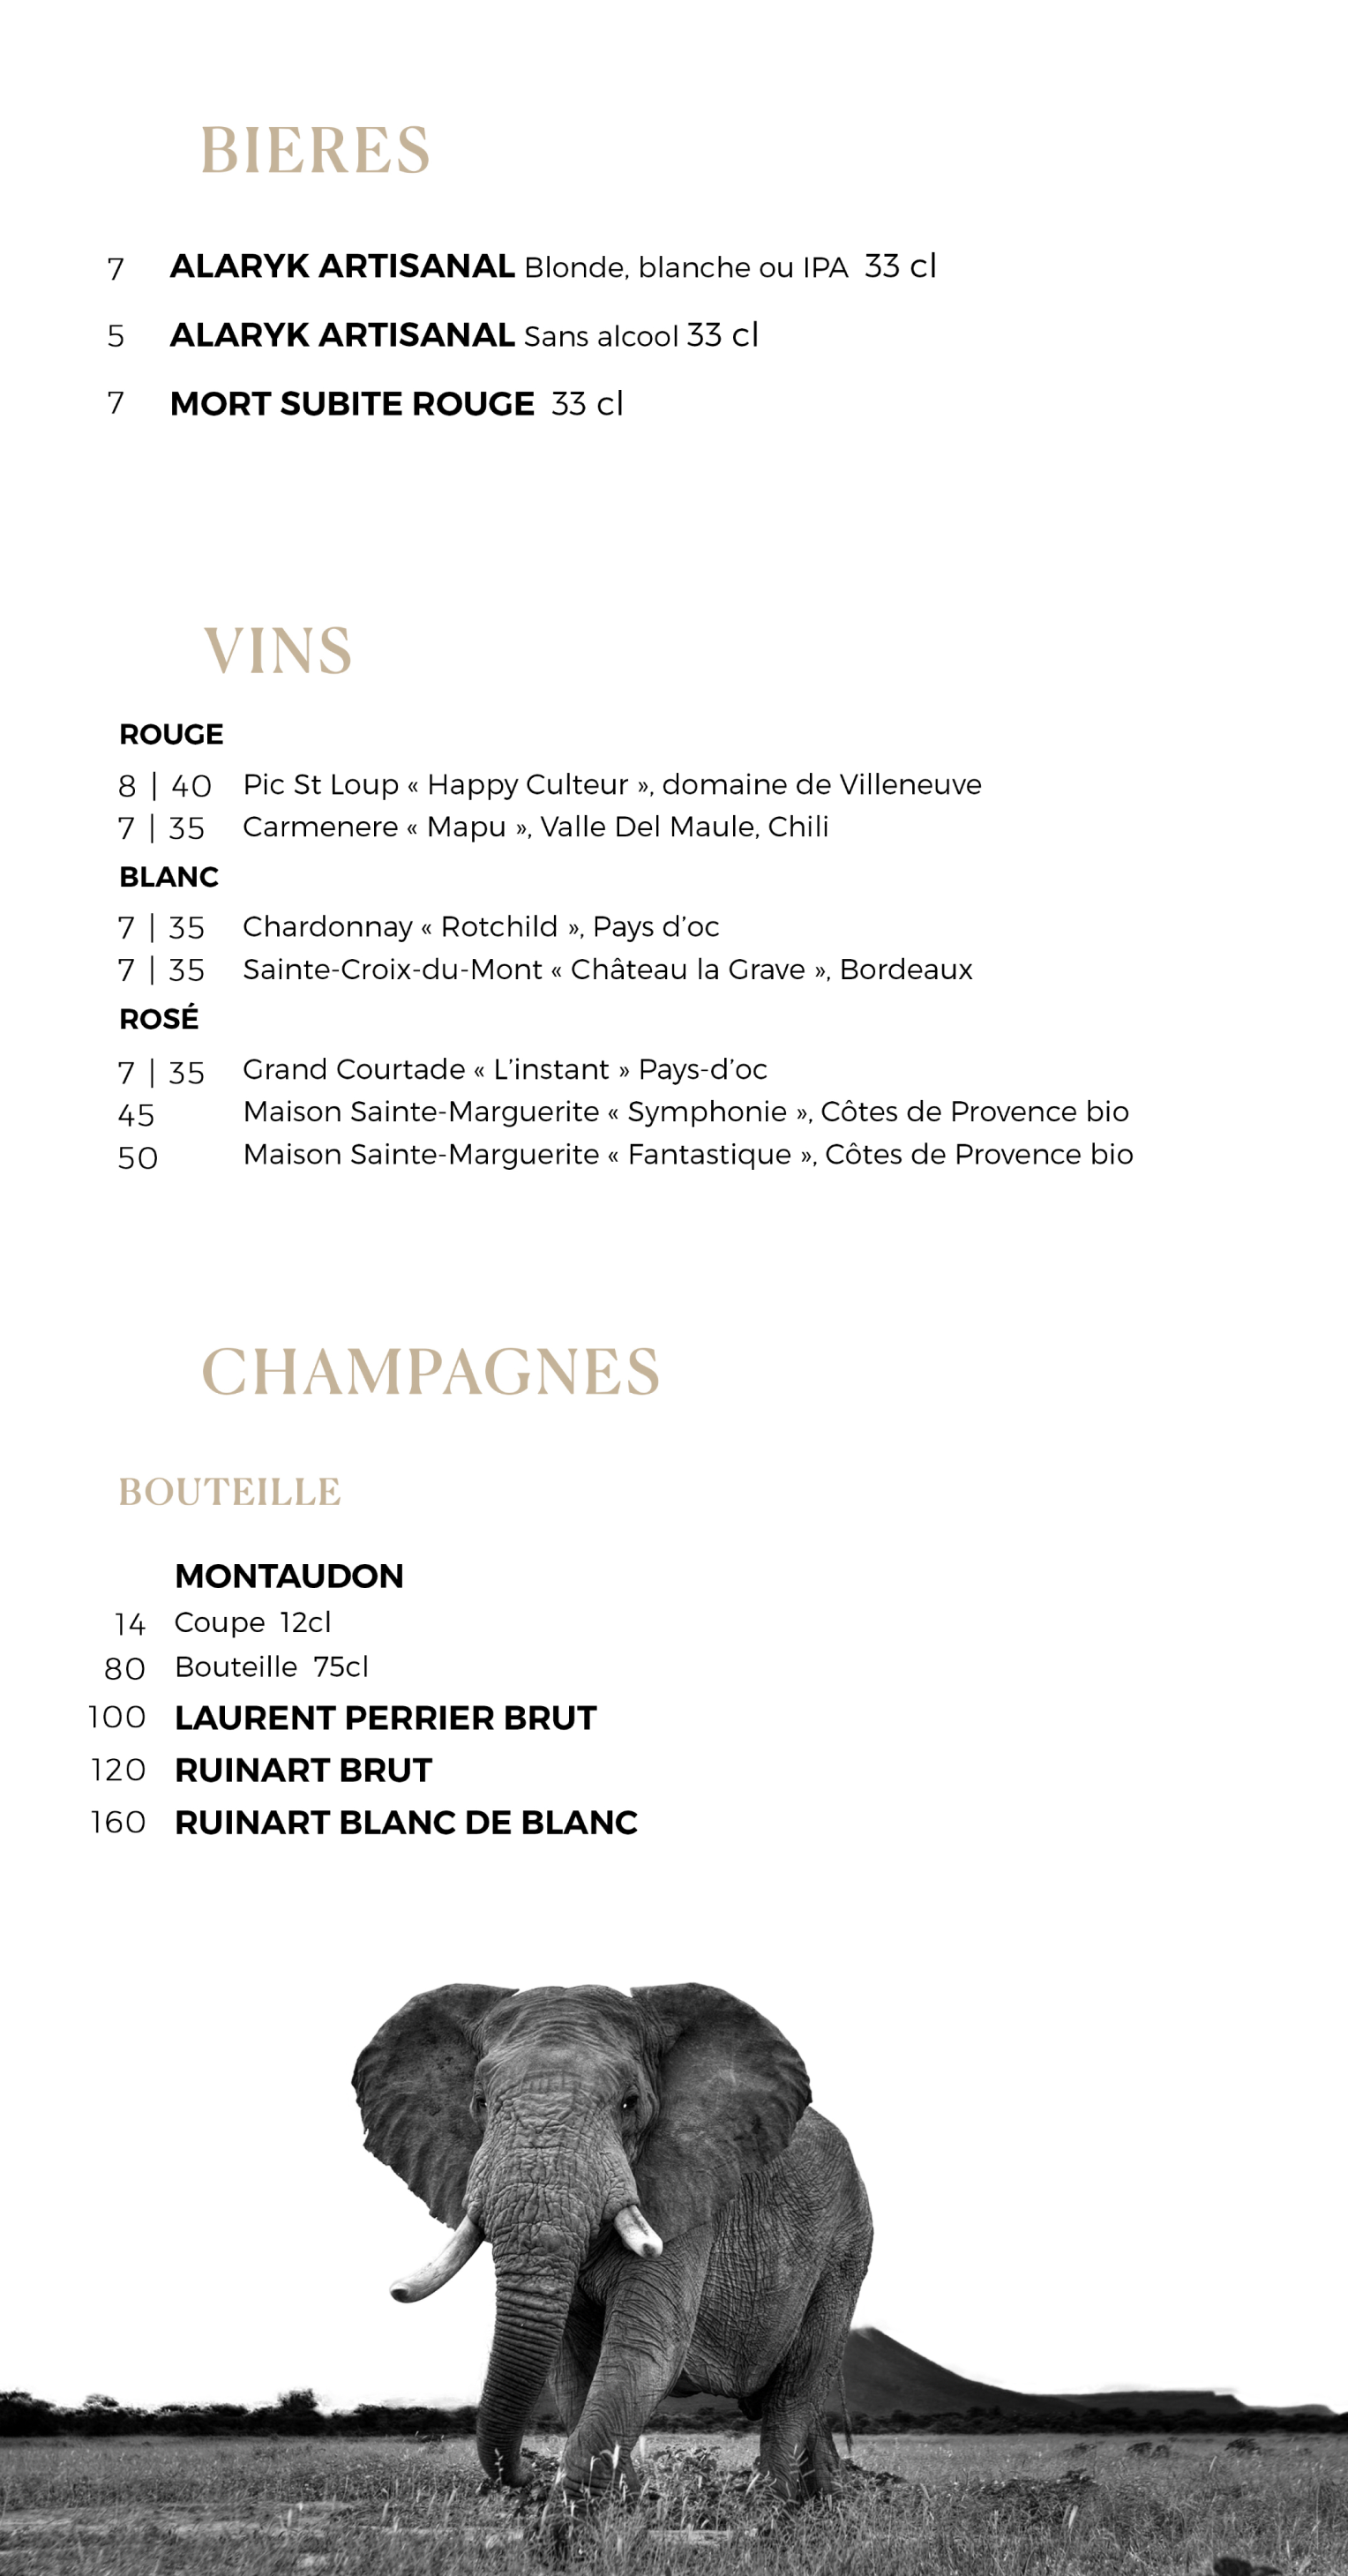 BIERES
7 ALARYK ARTISANAL Blonde, blanche ou IPA 33 cl
5 ALARYK ARTISANAL Sans alcool 33 cl
7 MORT SUBITE ROUGE 33 cl
VINS
ROUGE
8 | 40 Pic St Loup « Happy Culteur », domaine de Villeneuve
7 | 35 Carmenere « Mapu », Valle Del Maule, Chili
BLANC
7 | 35 Chardonnay « Rotchild », Pays d’oc
7 | 35 Sainte-Croix-du-Mont « Château la Grave », Bordeaux
ROSÉ
7 | 35 Grand Courtade « L’instant » Pays-d’oc
45 Maison Sainte-Marguerite « Symphonie », Côtes de Provence bio
50 Maison Sainte-Marguerite « Fantastique », Côtes de Provence bio
CHAMPAGNES
BOUTEILLE
MONTAUDON
14 Coupe 12cl
80 Bouteille 75cl
100 LAURENT PERRIER BRUT
120 RUINART BRUT
160 RUINART BLANC DE BLANC